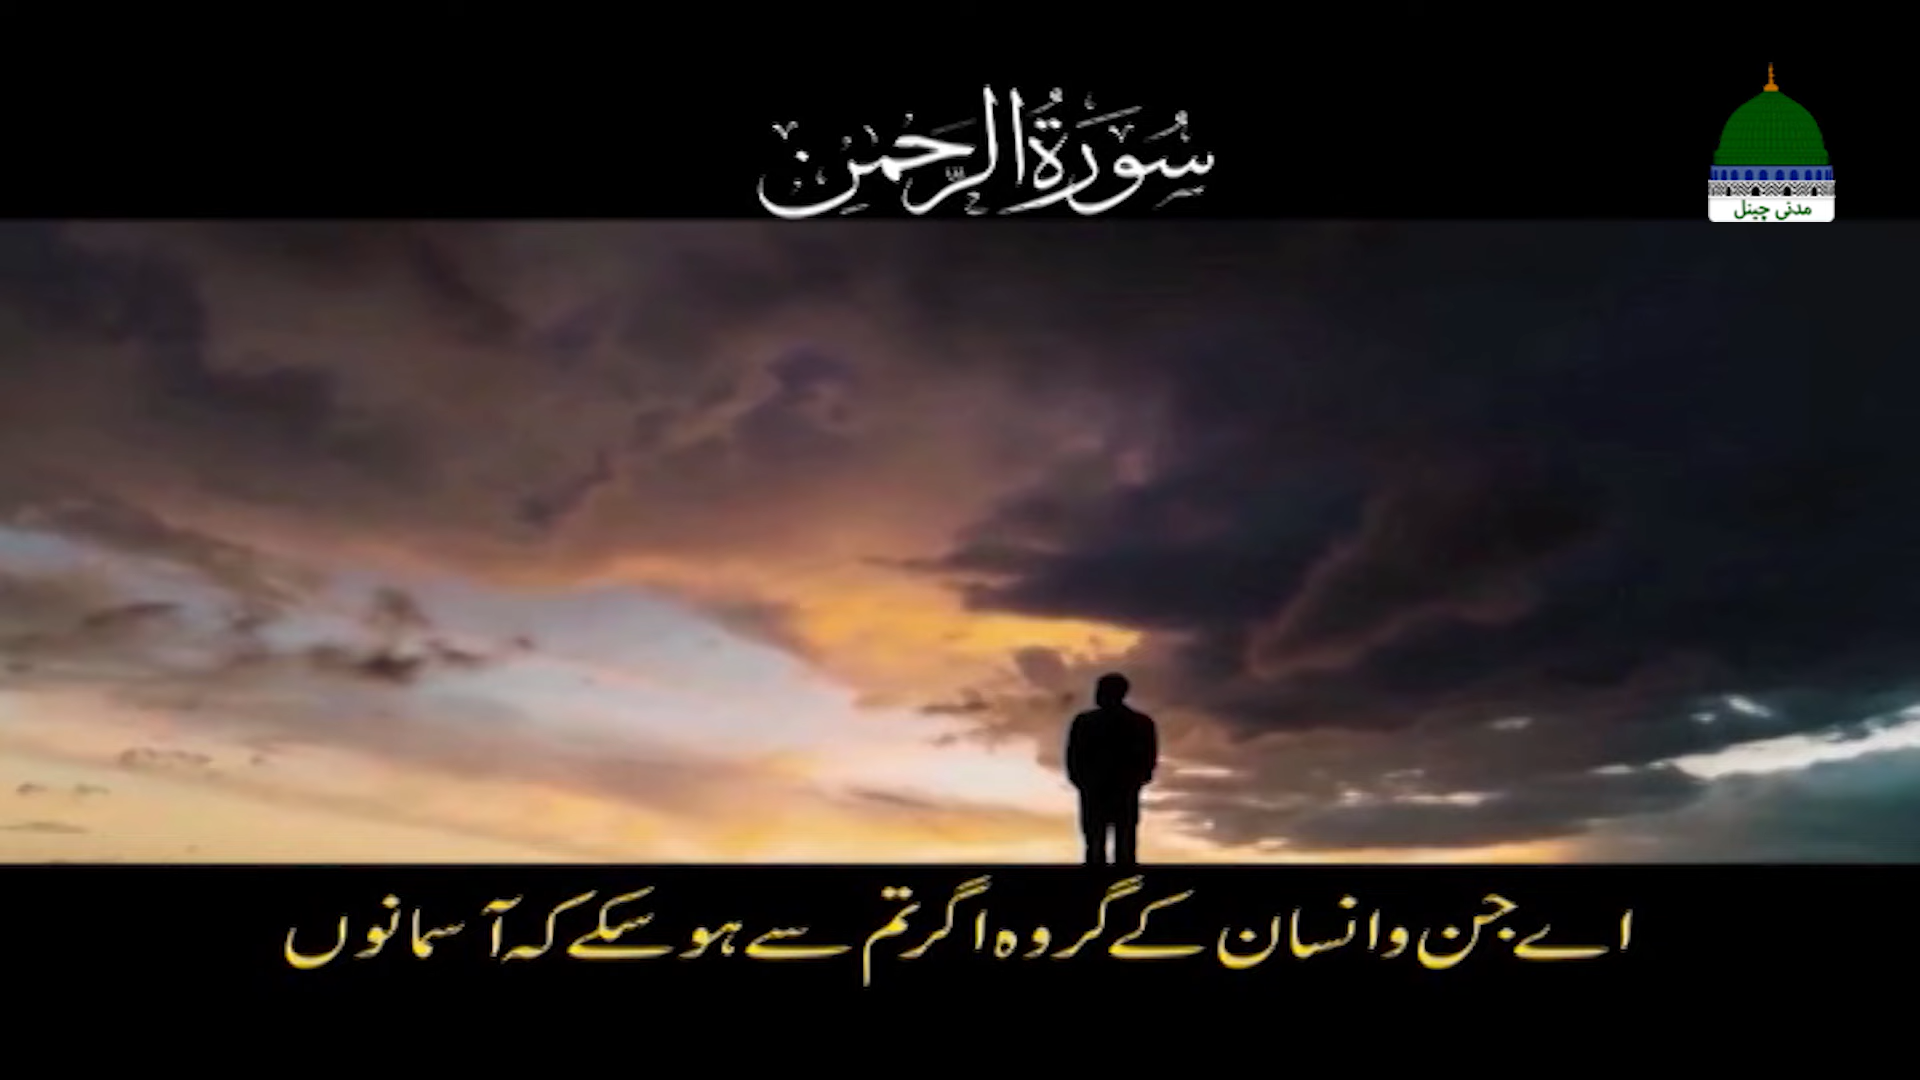 سُوۡرَۃُ الرَّحۡمٰنِ
مدنی چینل
اے جن و انسان کے گروہ اگر تم سے ہو سکے کہ آسمانوں